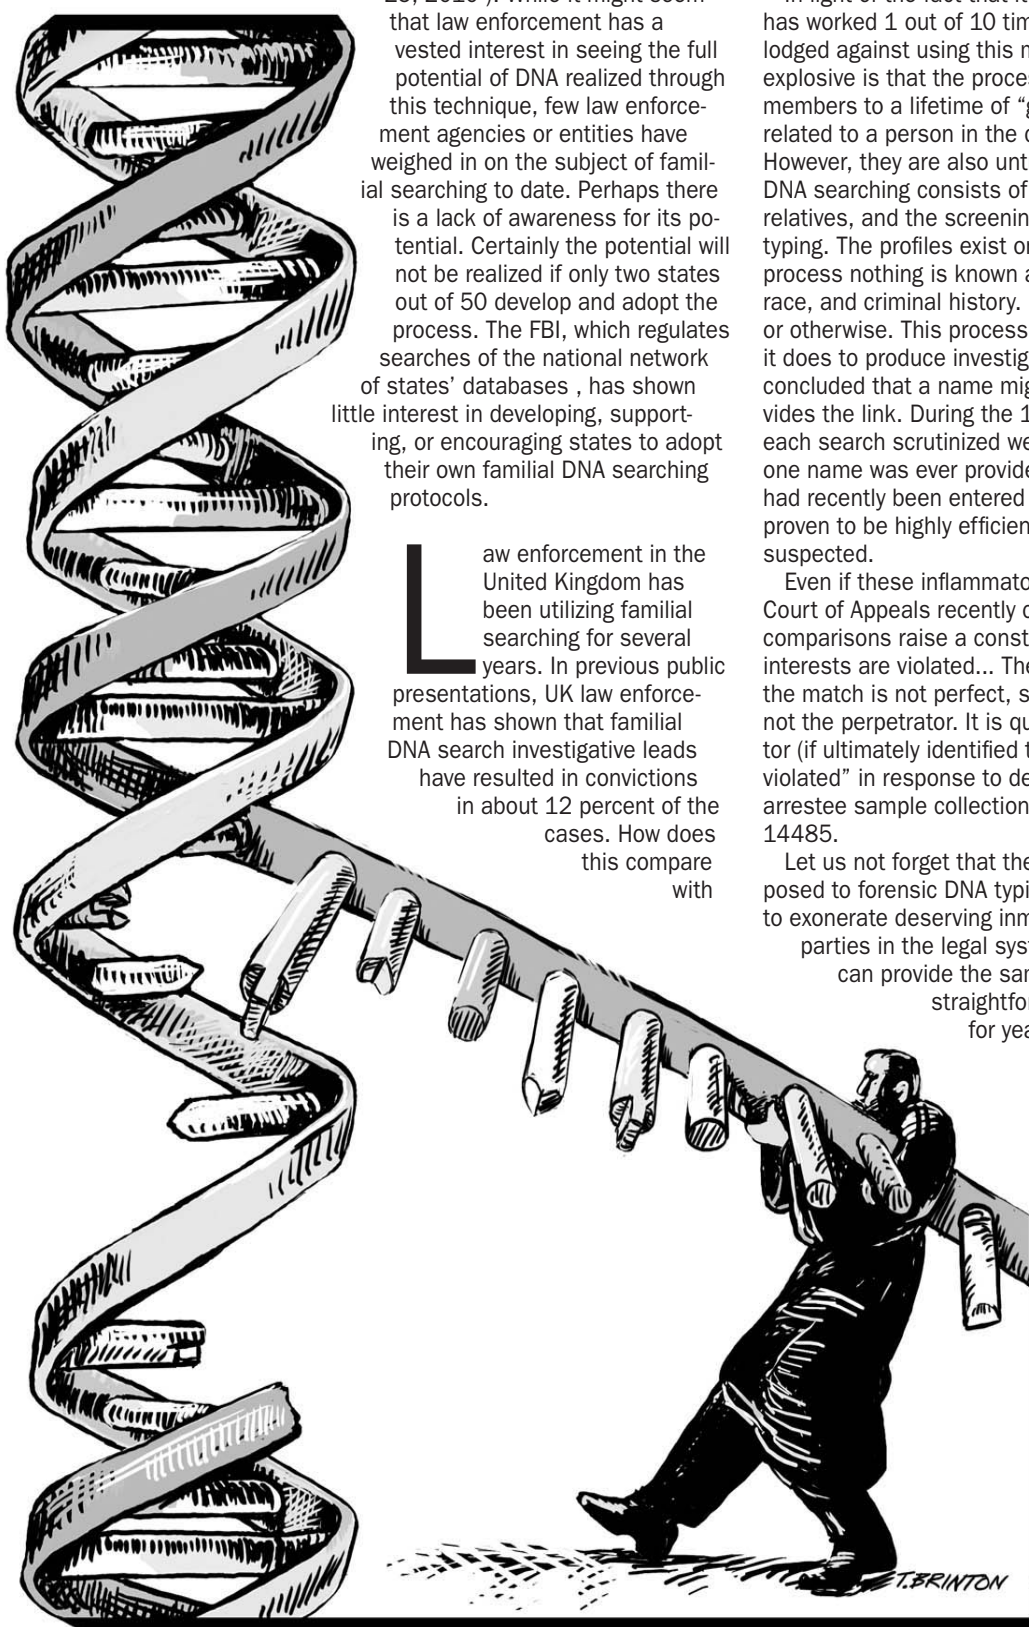 While it might seem
that law enforcement has a
vested interest in seeing the full
potential of DNA realized through
this technique, few law enforce-
ment agencies or entities have
weighed in on the subject of famil-
ial searching to date. Perhaps there
is a lack of awareness for its po-
tential. Certainly the potential will
not be realized if only two states
out of 50 develop and adopt the
process. The FBI, which regulates
searches of the national network
of states’ databases , has shown
little interest in developing, support-
ing, or encouraging states to adopt
their own familial DNA searching
protocols.
Law enforcement in the
United Kingdom has
been utilizing familial
searching for several
years. In previous public
presentations, UK law enforce-
ment has shown that familial
DNA search investigative leads
have resulted in convictions
in about 12 percent of the
cases. How does
this compare
with
In light of the fact that
has worked 1 out of 10 tim
lodged against using this
explosive is that the proces
members to a lifetime of “
related to a person in the
However, they are also unt
DNA searching consists of
relatives, and the screenin
typing. The profiles exist
process nothing is known
race, and criminal history.
or otherwise. This process
it does to produce investig
concluded that a name mig
vides the link. During the
each search scrutinized
one name was ever provide
had recently been entered
proven to be highly efficien
suspected.
Even if these inflammato
Court of Appeals recently
comparisons raise a const
interests are violated... The
the match is not perfect,
not the perpetrator. It is
tor (if ultimately identified
violated” in response to
arrestee sample collection
14485.
Let us not forget that the
posed to forensic DNA typi
to exonerate deserving inm
parties in the legal syst
can provide the
straightfo
for
T.BRINTON